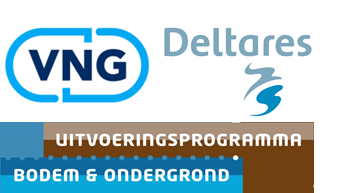 VNG
Deltares
UITVOERINGSPROGRAMMA
BODEM & ONDERGROND